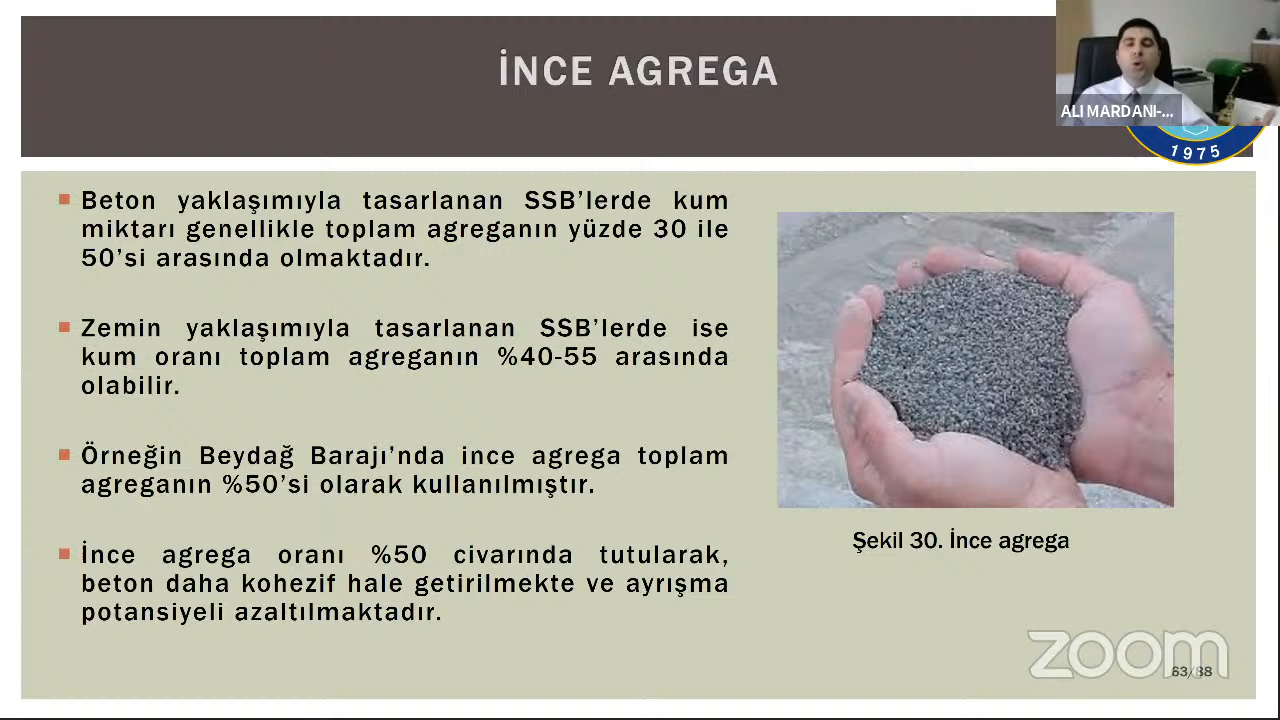 İNCE AGREGA
ALI MARDANI-...
1975
Beton yaklaşımıyla tasarlanan SSB’lerde kum
miktarı genellikle toplam agreganın yüzde 30 ile
50’si arasında olmaktadır.
Zemin yaklaşımıyla tasarlanan SSB’lerde ise
kum oranı toplam agreganın %40-55 arasında
olabilir.
Örneğin Beydağ Barajı’nda ince agrega toplam
agreganın %50’si olarak kullanılmıştır.
İnce agrega oranı %50 civarında tutularak,
beton daha kohezif hale getirilmekte ve ayrışma
potansiyeli azaltılmaktadır.
Şekil 30. İnce agrega
zoom
63/88